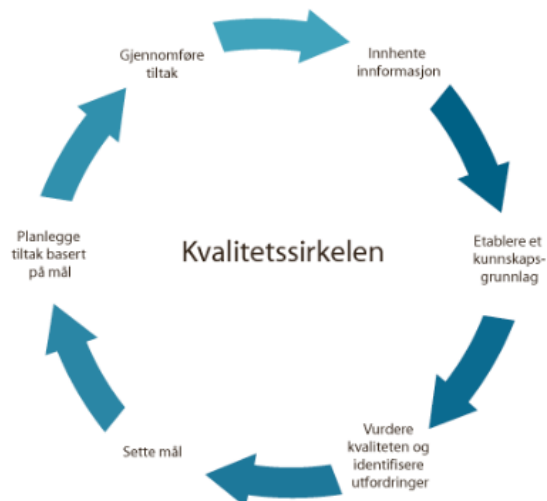 Gjennomføre
tiltak
Innhente
innformasjon
Etablere et
kunnskaps-
grunnlag
Vurdere
kvaliteten og
identifisere
utfordringer
Sette mål
Planlegge
tiltak basert
på mål
Kvalitetssirkelen